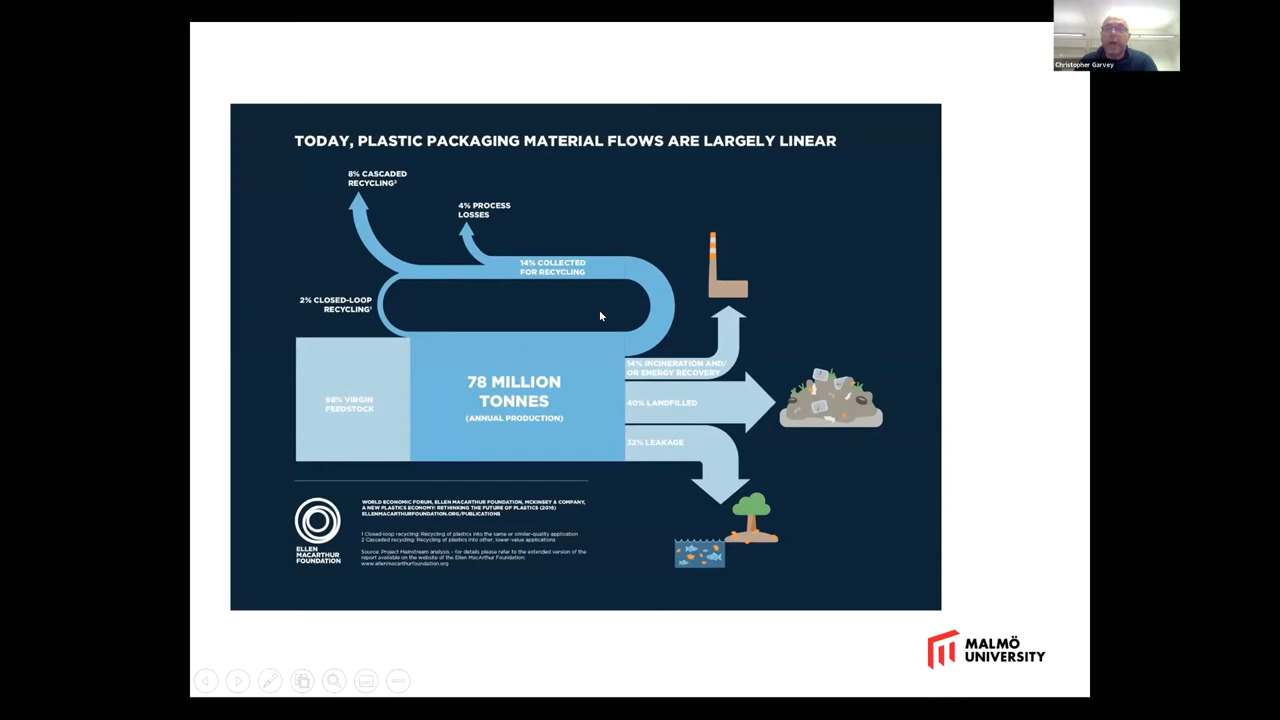 Christopher Garvey
TODAY, PLASTIC PACKAGING MATERIAL FLOWS ARE LARGELY LINEAR
8% CASCADED
RECYCLING²
4% PROCESS
LOSSES
14% COLLECTED
FOR RECYCLING
2% CLOSED-LOOP
RECYCLING¹
98% VIRGIN
FEEDSTOCK
78 MILLION
TONNES
(ANNUAL PRODUCTION)
14% INCINERATION AND/
OR ENERGY RECOVERY
40% LANDFILLED
32% LEAKAGE
ELLEN
MACARTHUR
FOUNDATION
WORLD ECONOMIC FORUM, ELLEN MACARTHUR FOUNDATION, MCKINSEY & COMPANY,
A NEW PLASTICS ECONOMY: RETHINKING THE FUTURE OF PLASTICS (2016)
ELLENMACARTHURFOUNDATION.ORG/PUBLICATIONS
1 Closed-loop recycling: Recycling of plastics into the same or similar-quality application
2 Cascaded recycling: Recycling of plastics into other, lower-value applications
Source: Project Mainstream analysis – for details please refer to the extended version of the
report available on the website of the Ellen MacArthur Foundation:
www.ellenmacarthurfoundation.org
MALMÖ
UNIVERSITY